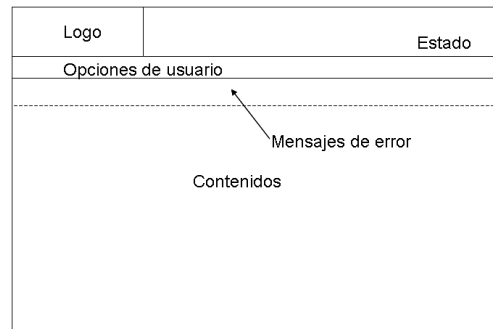 Logo
Estado
Opciones de usuario
Mensajes de error
Contenidos